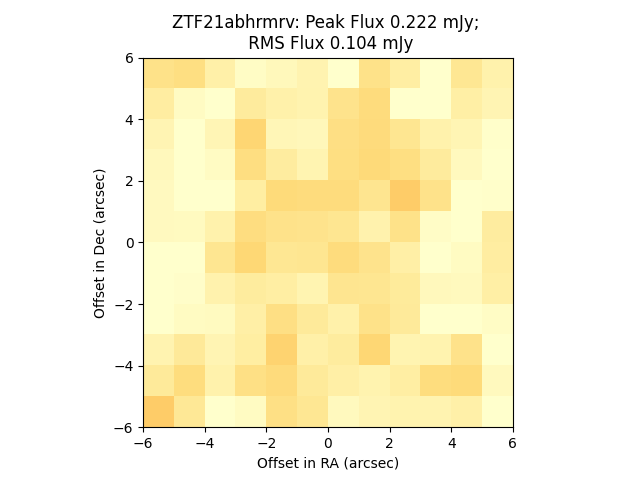 ZTF21abhrmrv: Peak Flux 0.222 mJy;
RMS Flux 0.104 mJy
6
4
2
0
−2
−4
−6
Offset in Dec (arcsec)
−6 −4 −2 0 2 4 6
Offset in RA (arcsec)